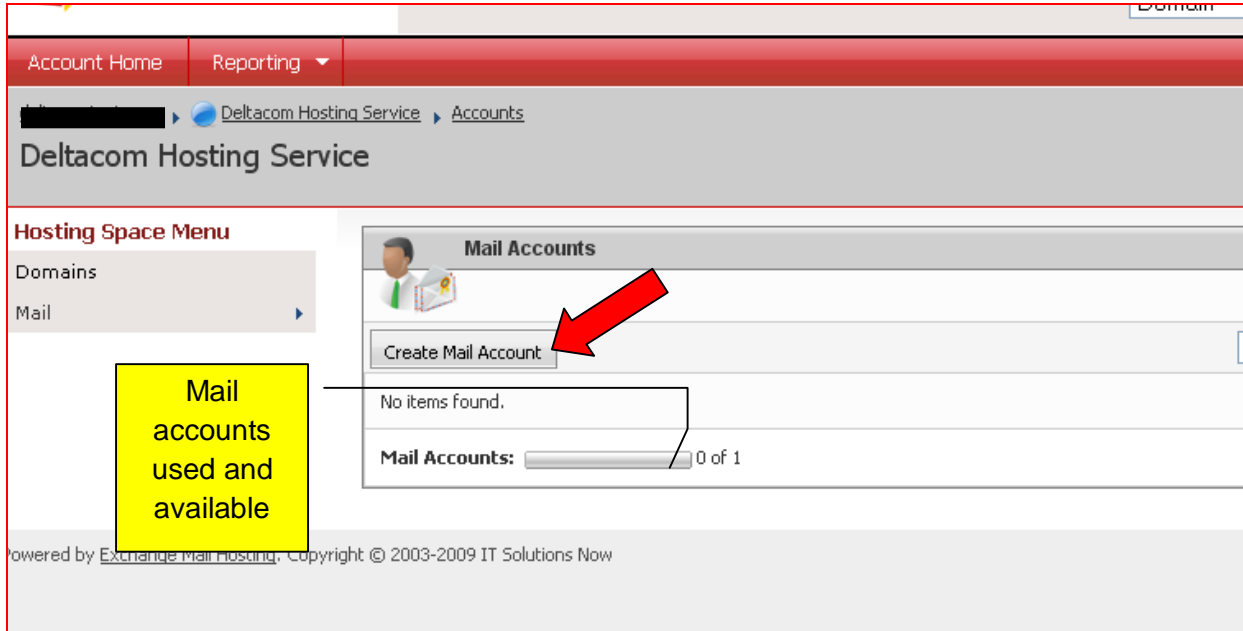 Domain
Account Home Reporting
Deltacom Hosting Service Accounts
Deltacom Hosting Service
Hosting Space Menu
Domains
Mail
Mail Accounts
Create Mail Account
No items found.
Mail Accounts: 0 of 1
Mail
accounts
used and
available
Powered by Exchange Mail Hosting. Copyright © 2003-2009 IT Solutions Now